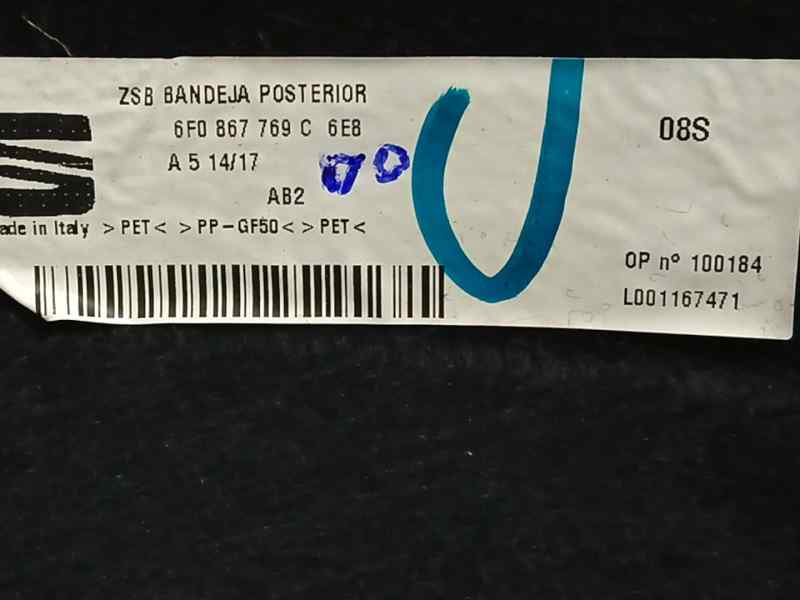 ZSB BANDEJA POSTERIOR
6F0 867 769 C 6E8
A 5 14/17
08S
AB2
ade in Italy >PET< >PP-GF50< >PET<
OP nº 100184
L001167471